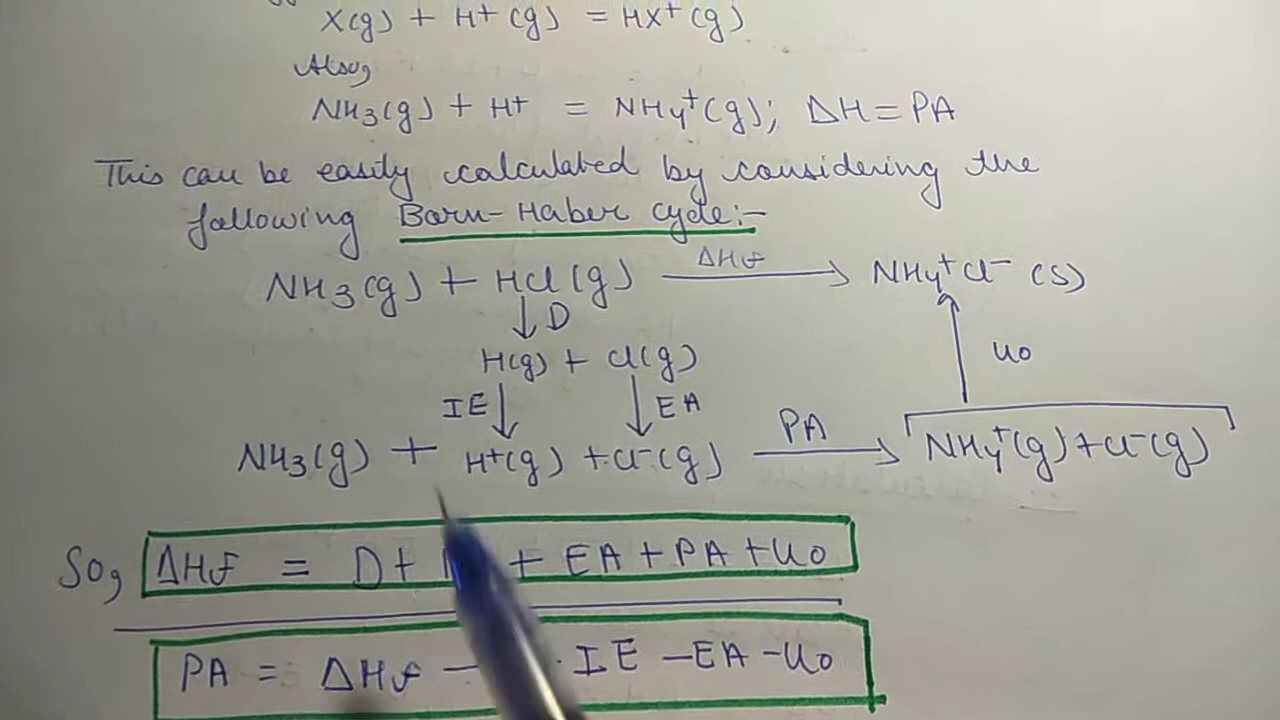 X(g) + H+(g) = HX+(g)
Also,
NH3(g) + H+ = NH4+(g); ΔH = PA
This can be easily calculated by considering the
following Born-Haber cycle:-
NH3(g) + HCl(g) ΔHf NH4+Cl- (s)
D
H(g) + Cl(g) U0
IE EA
NH3(g) + H+(g) + Cl-(g) PA NH4+(g) + Cl-(g)
So, ΔHf = D + + EA + PA + U0
PA = ΔHf - IE - EA - U0